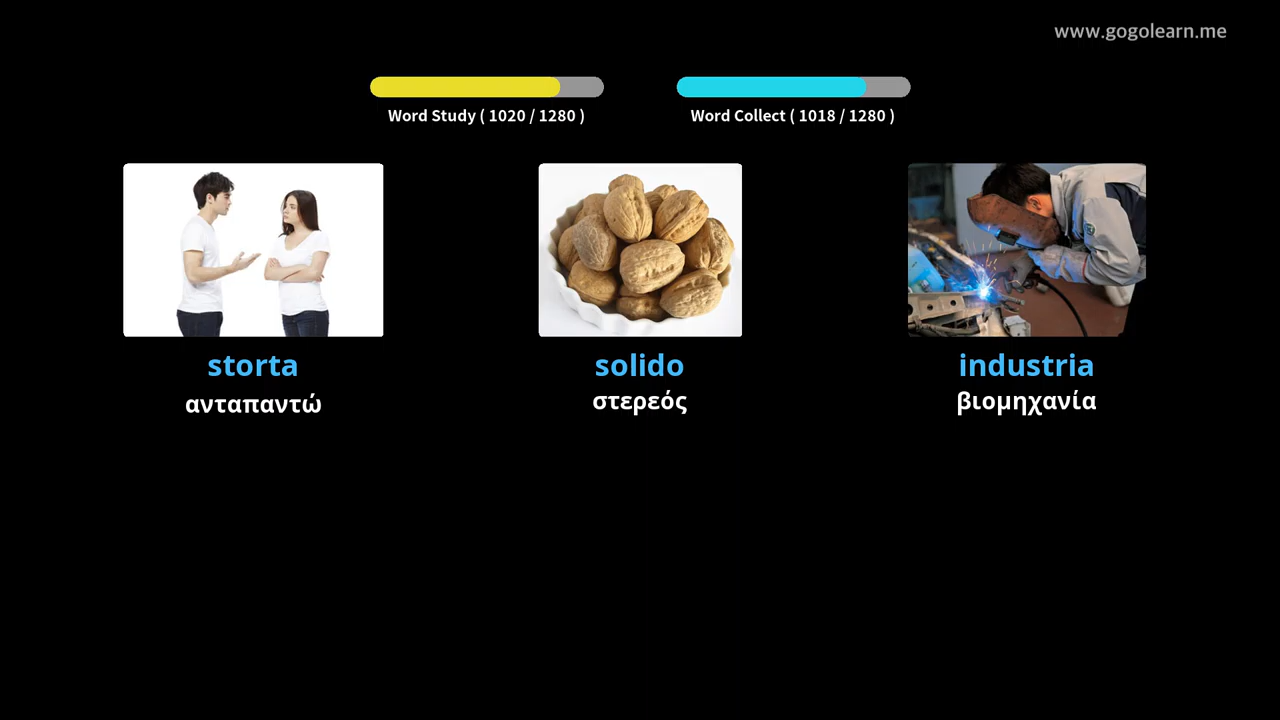 www.gogolearn.me
Word Study ( 1020 / 1280 )
Word Collect ( 1018 / 1280 )
storta
ανταπαντώ
solido
στερεός
industria
βιομηχανία